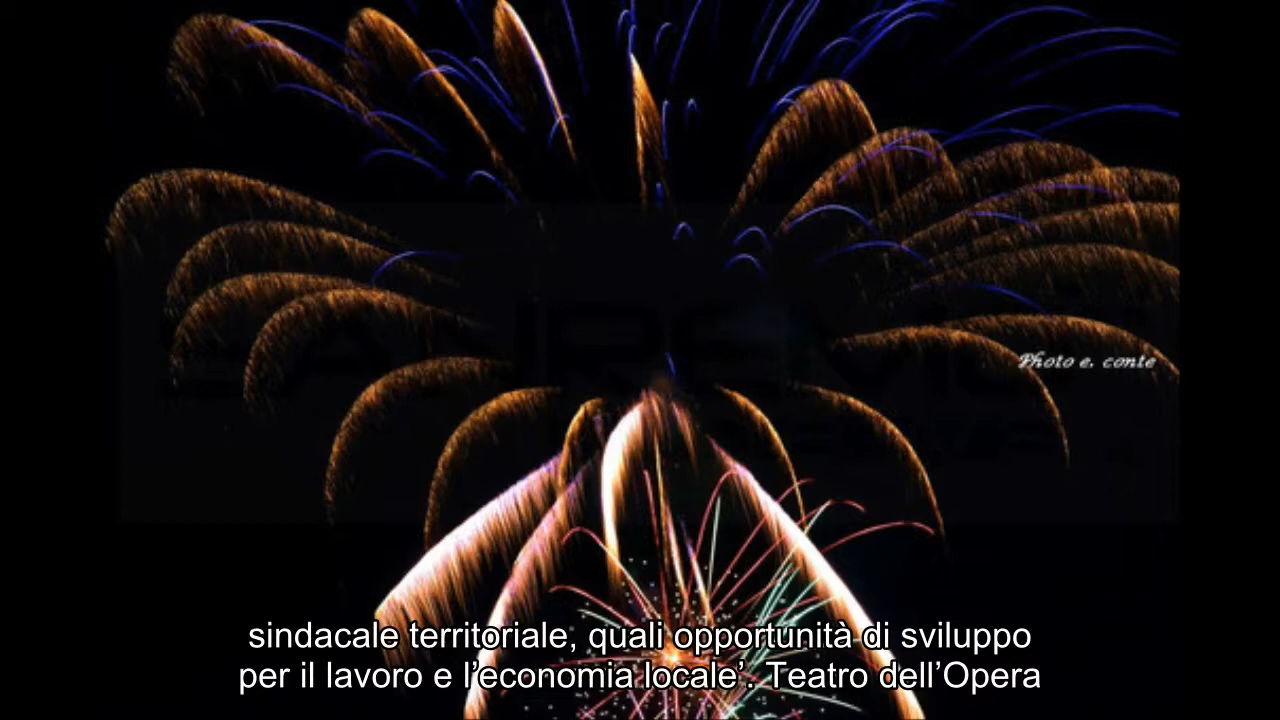 Photo e. conte
sindacale territoriale, quali opportunità di sviluppo
per il lavoro e l’economia locale’. Teatro dell’Opera